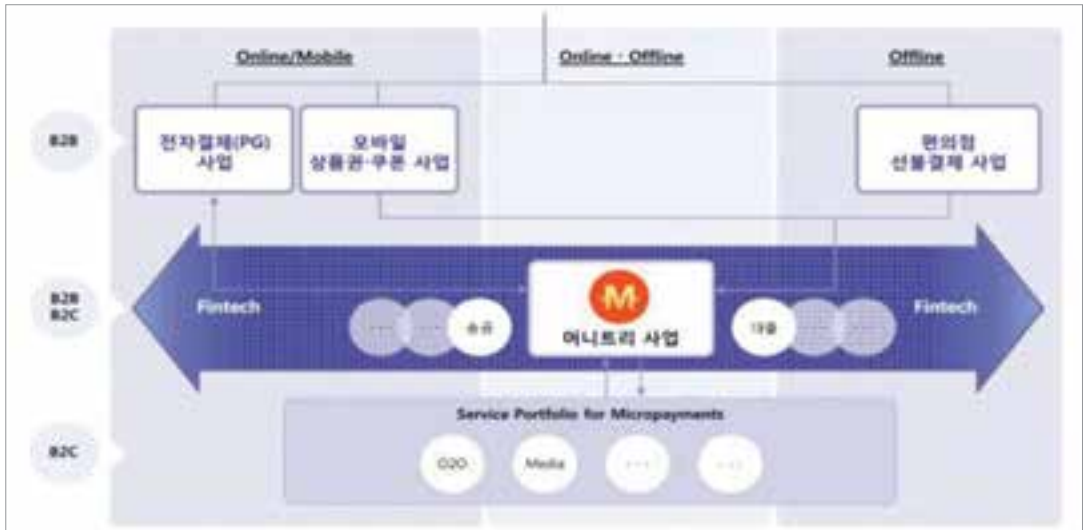 Online/Mobile
Online · Offline
Offline
B2B
전자결제(PG)
사업
모바일
상품권·쿠폰 사업
편의점
선불결제 사업
B2B
B2C
Fintech
...
...
송금
M
머니트리 사업
대출
...
...
Fintech
Service Portfolio for Micropayments
B2C
O2O
Media
...
...